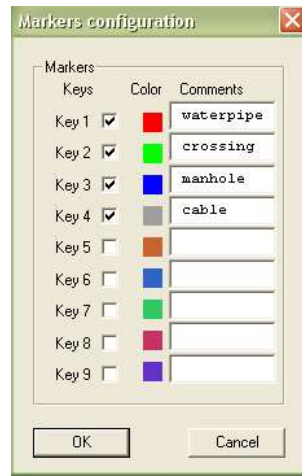 Markers configuration
Markers
Keys Color Comments
Key 1 waterpipe
Key 2 crossing
Key 3 manhole
Key 4 cable
Key 5
Key 6
Key 7
Key 8
Key 9
OK Cancel